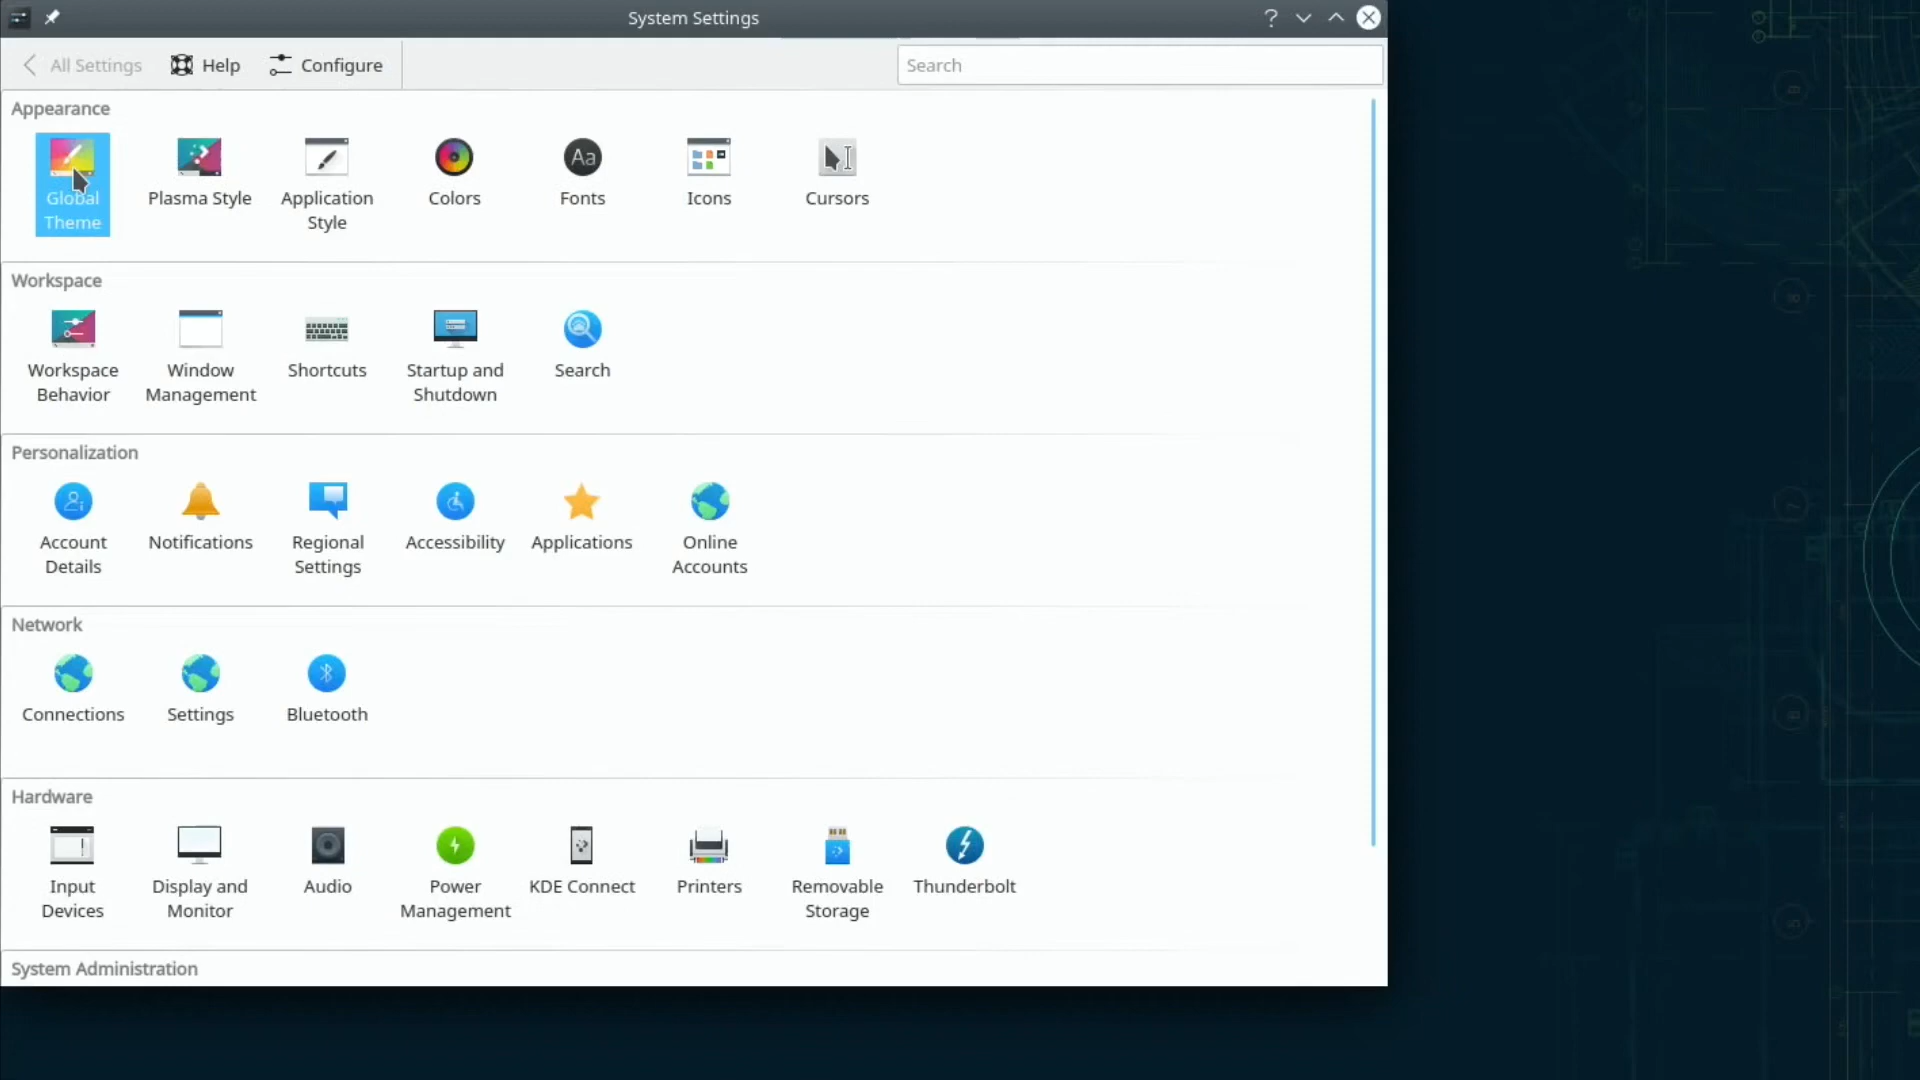 System Settings
?
All Settings Help Configure
Search
Appearance
Global Theme
Plasma Style
Application Style
Colors
Aa
Fonts
Icons
Cursors
Workspace
Workspace Behavior
Window Management
Shortcuts
Startup and Shutdown
Search
Personalization
Account Details
Notifications
Regional Settings
Accessibility
Applications
Online Accounts
Network
Connections
Settings
Bluetooth
Hardware
Input Devices
Display and Monitor
Audio
Power Management
KDE Connect
Printers
Removable Storage
Thunderbolt
System Administration